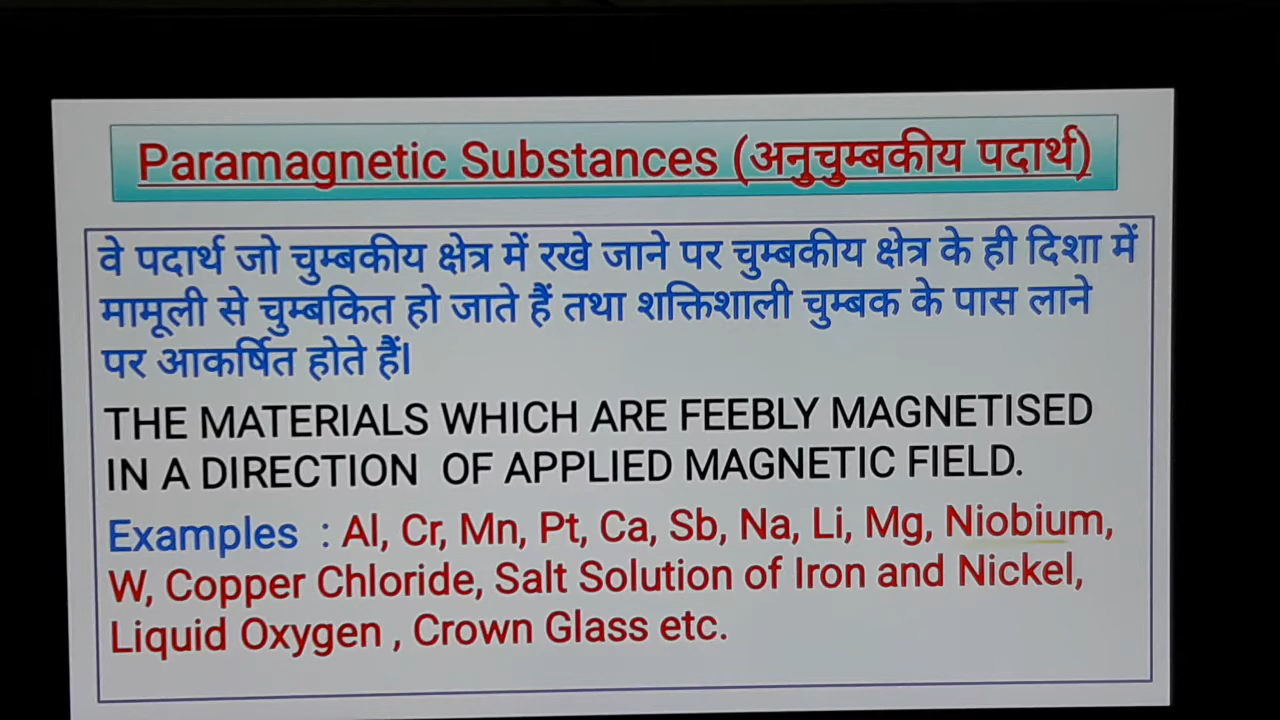 Paramagnetic Substances (अनुचुम्बकीय पदार्थ)
वे पदार्थ जो चुम्बकीय क्षेत्र में रखे जाने पर चुम्बकीय क्षेत्र के ही दिशा में
मामूली से चुम्बकित हो जाते हैं तथा शक्तिशाली चुम्बक के पास लाने
पर आकर्षित होते हैं।
THE MATERIALS WHICH ARE FEEBLY MAGNETISED
IN A DIRECTION OF APPLIED MAGNETIC FIELD.
Examples : Al, Cr, Mn, Pt, Ca, Sb, Na, Li, Mg, Niobium,
W, Copper Chloride, Salt Solution of Iron and Nickel,
Liquid Oxygen , Crown Glass etc.